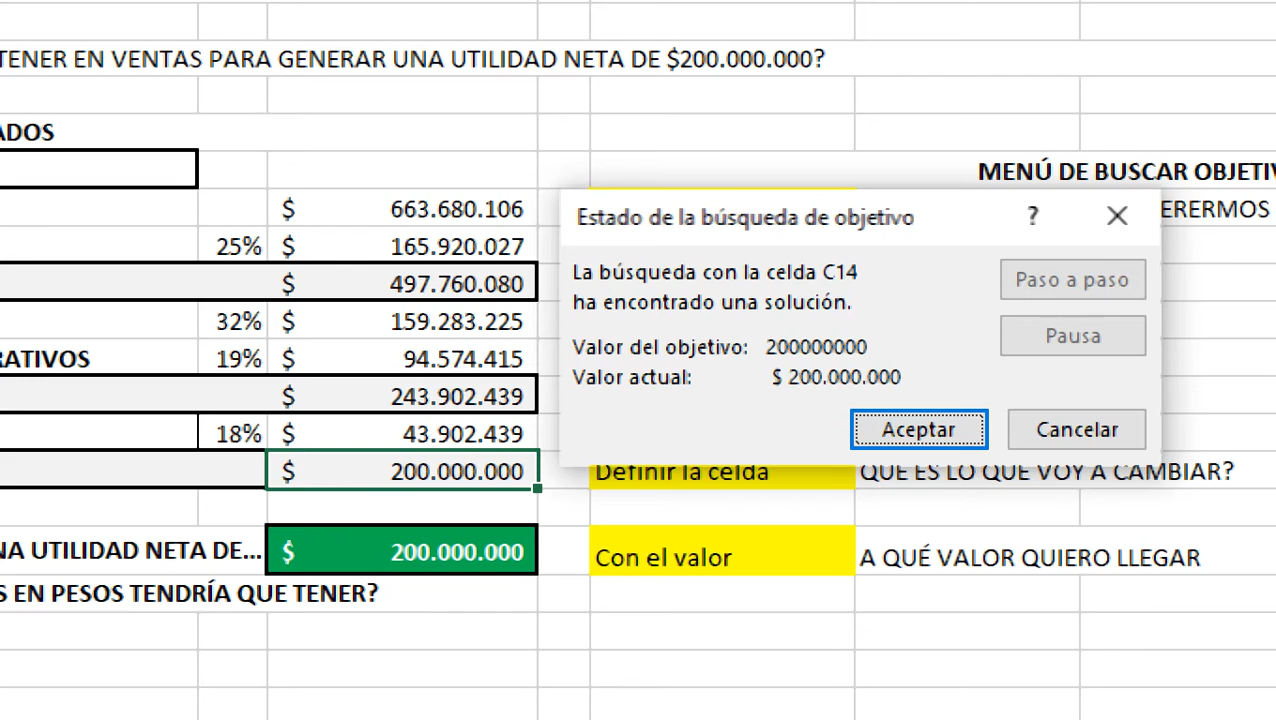 TENER EN VENTAS PARA GENERAR UNA UTILIDAD NETA DE $200.000.000?
ADOS
MENÚ DE BUSCAR OBJETIV
$ 663.680.106
ERERMOS
25% $ 165.920.027
$ 497.760.080
32% $ 159.283.225
RATIVOS 19% $ 94.574.415
$ 243.902.439
18% $ 43.902.439
$ 200.000.000
Estado de la búsqueda de objetivo
? ×
La búsqueda con la celda C14
ha encontrado una solución.
Paso a paso
Pausa
Valor del objetivo: 200000000
Valor actual: $ 200.000.000
Aceptar Cancelar
Definir la celda QUE ES LO QUE VOY A CAMBIAR?
NA UTILIDAD NETA DE... $ 200.000.000
Con el valor A QUÉ VALOR QUIERO LLEGAR
S EN PESOS TENDRÍA QUE TENER?